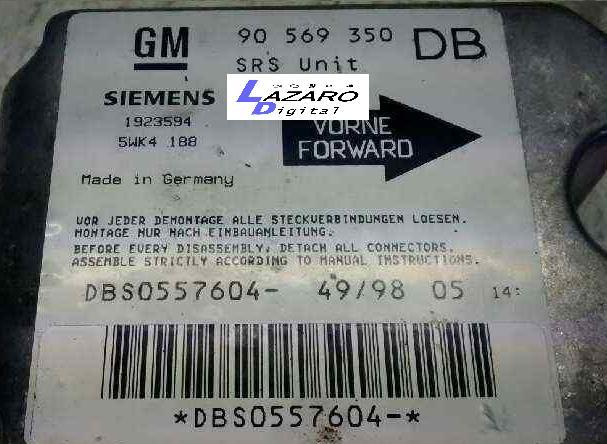 GM 90 569 350 DB
SRS Unit
SIEMENS
LAZARO
Digital
1923594
5WK4 188
VORNE
FORWARD
Made in Germany
VOR JEDER DEMONTAGE ALLE STECKVERBINDUNGEN LOESEN.
MONTAGE NUR NACH EINBAUANLEITUNG.
BEFORE EVERY DISASSEMBLY, DETACH ALL CONNECTORS.
ASSEMBLE STRICTLY ACCORDING TO MANUAL INSTRUCTIONS.
DBS0557604- 49/98 05 14:
*DBS0557604-*